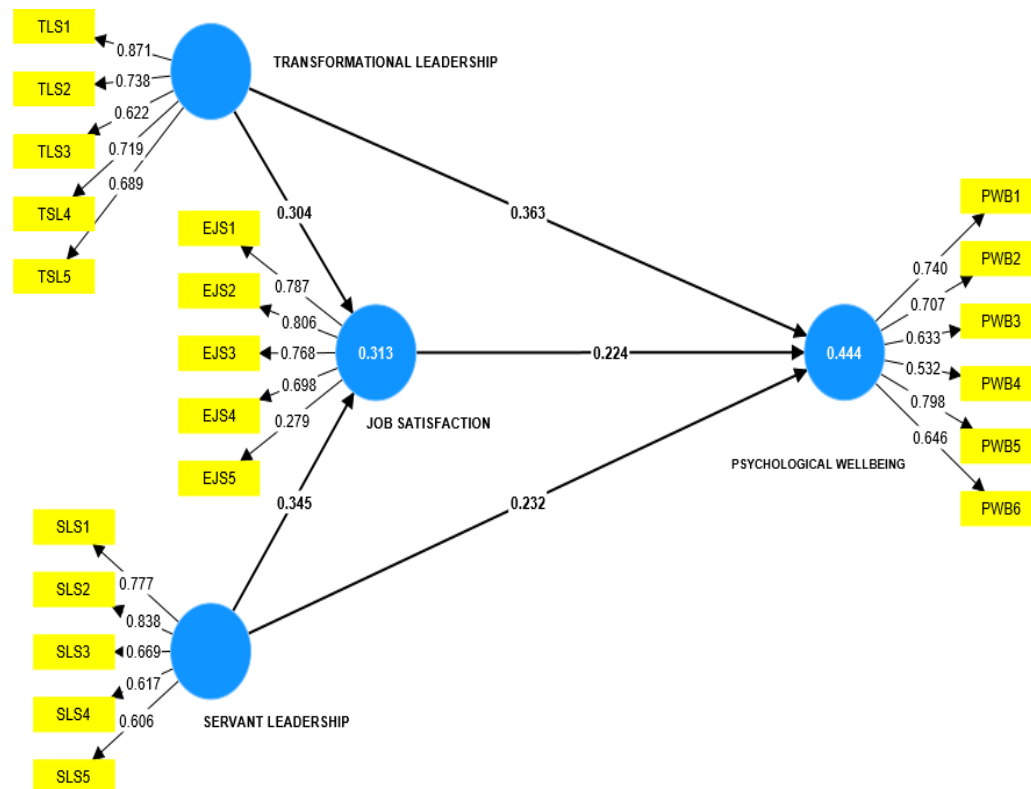 TLS1
0.871
TRANSFORMATIONAL LEADERSHIP
TLS2
0.738
TLS3
0.622
TSL4
0.719
TSL5
0.689
0.304
0.363
EJS1
0.787
EJS2
0.806
EJS3
0.768
EJS4
0.698
EJS5
0.279
0.313
JOB SATISFACTION
0.224
0.444
PSYCHOLOGICAL WELLBEING
PWB1
0.740
PWB2
0.707
PWB3
0.633
PWB4
0.532
PWB5
0.798
PWB6
0.646
0.345
0.232
SLS1
0.777
SLS2
0.838
SLS3
0.669
SLS4
0.617
SLS5
0.606
SERVANT LEADERSHIP